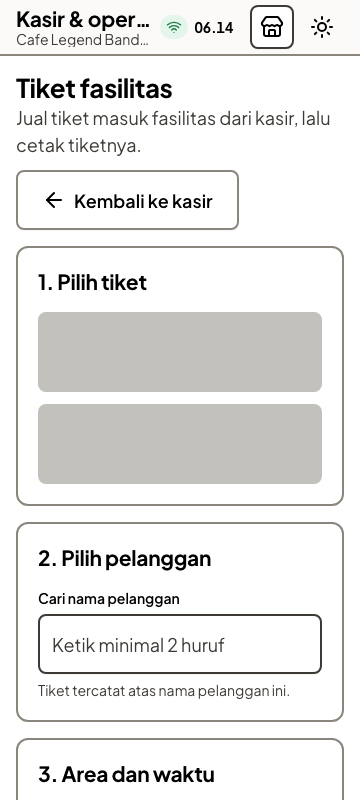 Kasir & oper...
Cafe Legend Band...
06.14
Tiket fasilitas
Jual tiket masuk fasilitas dari kasir, lalu
cetak tiketnya.
Kembali ke kasir
1. Pilih tiket
2. Pilih pelanggan
Cari nama pelanggan
Ketik minimal 2 huruf
Tiket tercatat atas nama pelanggan ini.
3. Area dan waktu